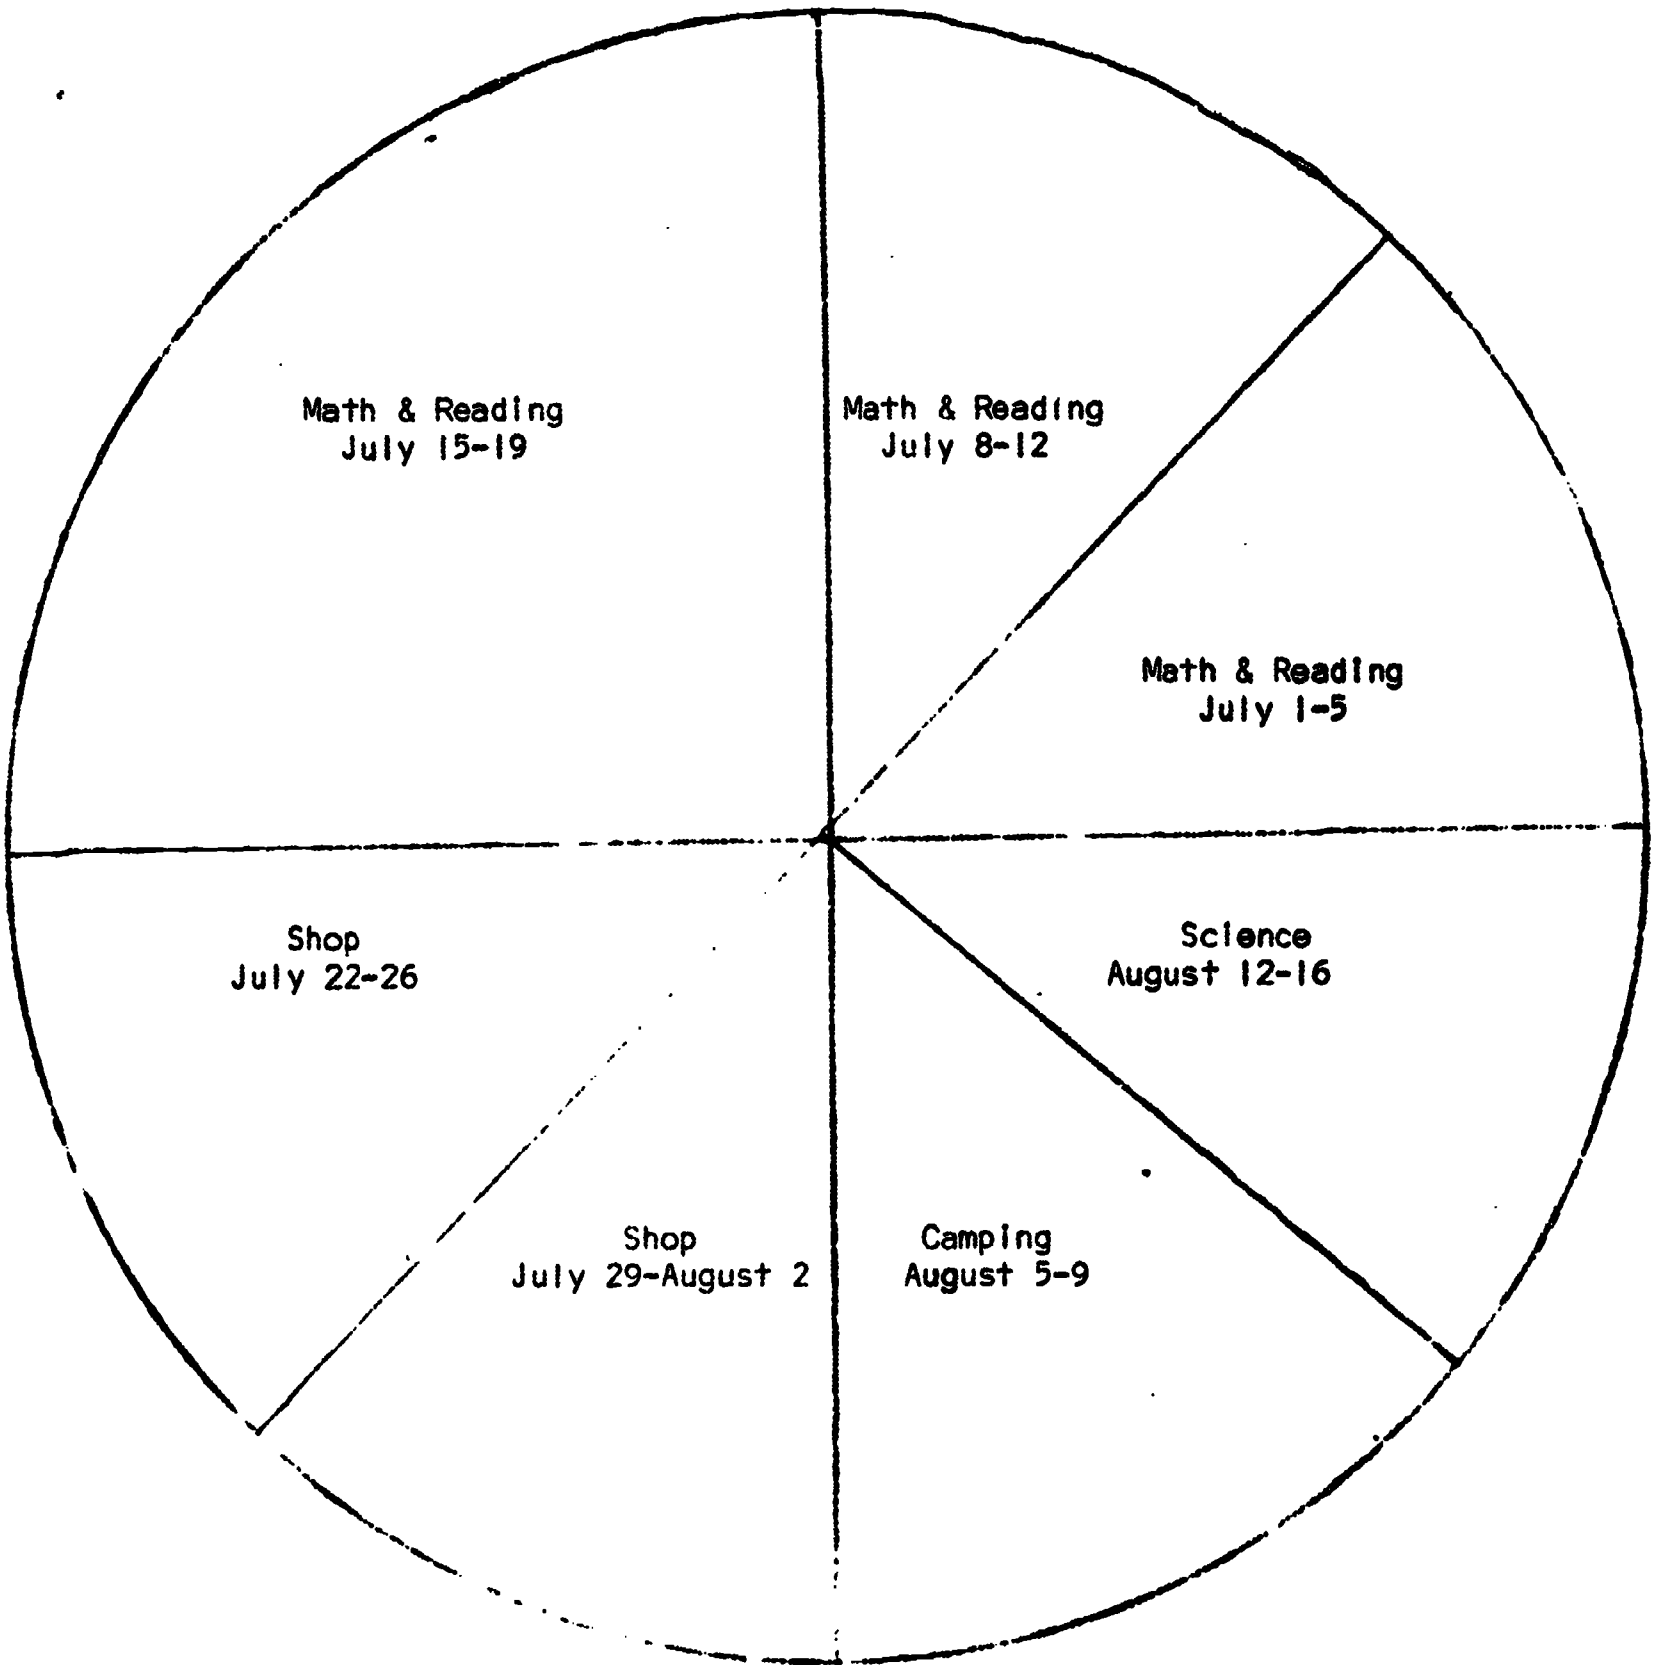 Math & Reading
July 15-19
Math & Reading
July 8-12
Math & Reading
July 1-5
Shop
July 22-26
Science
August 12-16
Shop
July 29-August 2
Camping
August 5-9